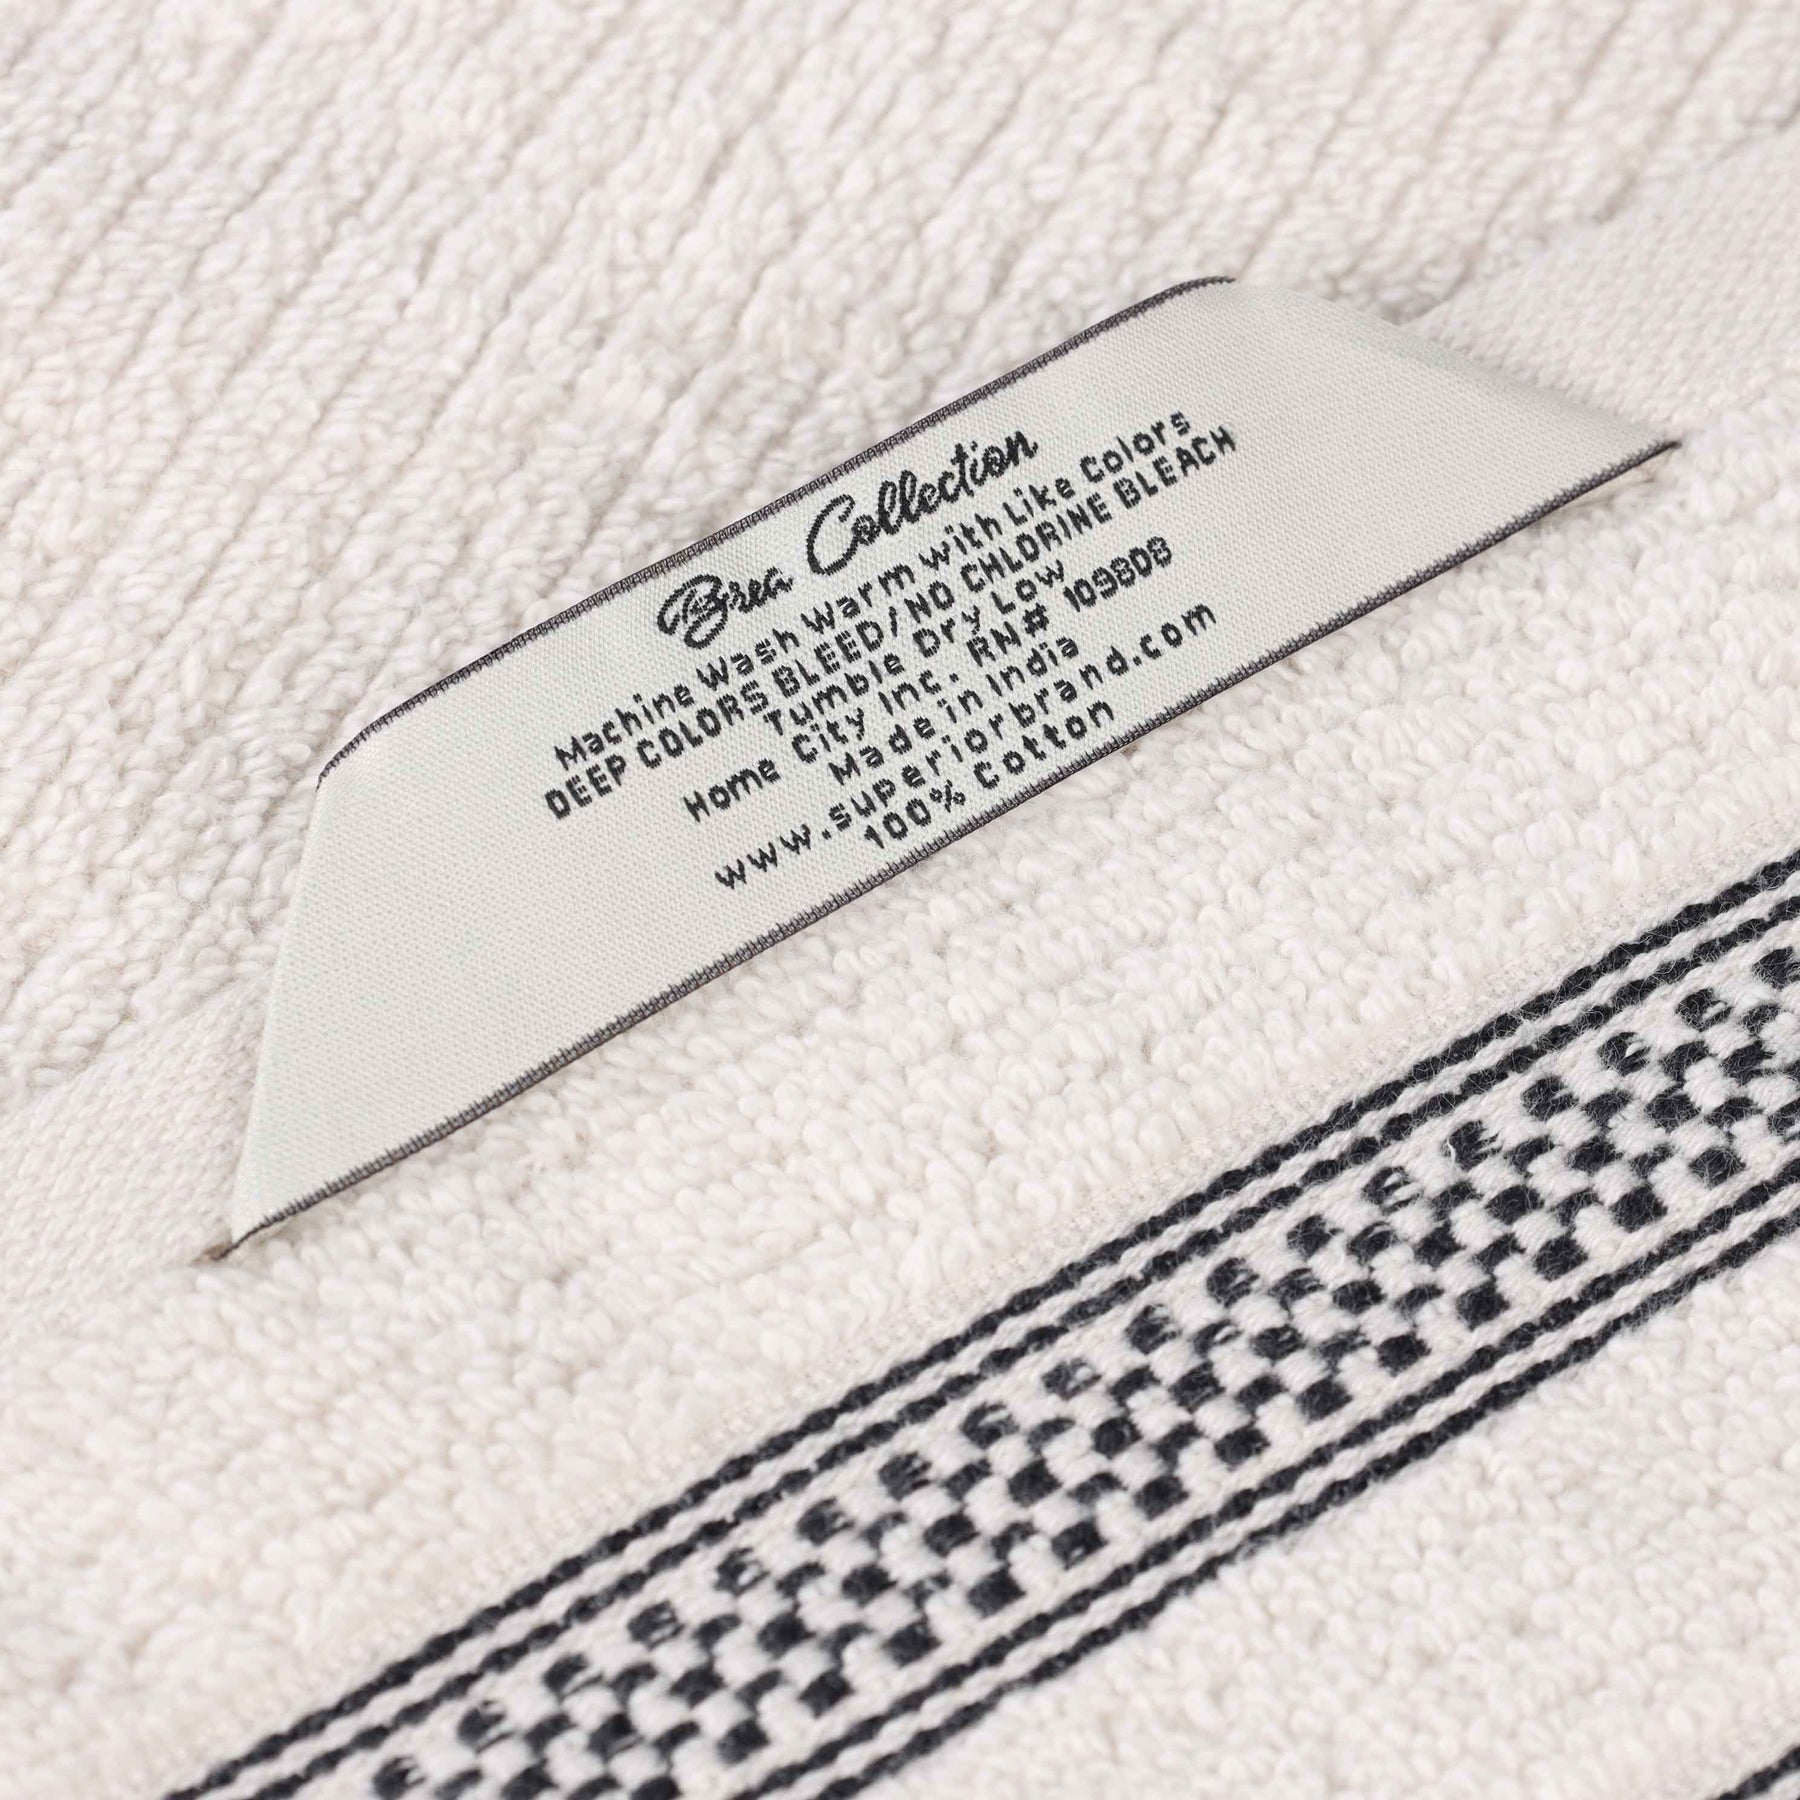 Brea Collection
Machine Wash Warm with Like Colors
DEEP COLORS BLEED/NO CHLORINE BLEACH
Tumble Dry Low
Home City Inc. RN# 109808
Made in India
www.superiorbrand.com
100% Cotton